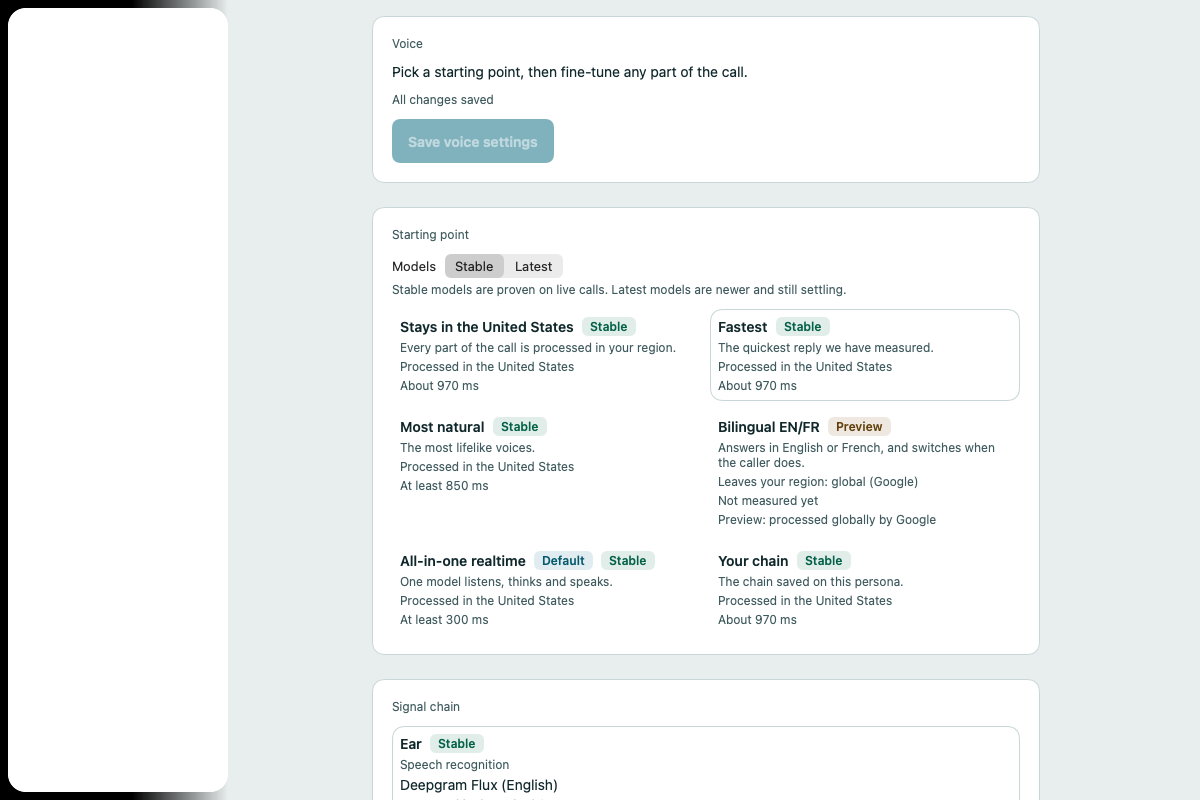 Voice
Pick a starting point, then fine-tune any part of the call.
All changes saved
Save voice settings
Starting point
Models Stable Latest
Stable models are proven on live calls. Latest models are newer and still settling.
Stays in the United States Stable
Every part of the call is processed in your region.
Processed in the United States
About 970 ms
Fastest Stable
The quickest reply we have measured.
Processed in the United States
About 970 ms
Most natural Stable
The most lifelike voices.
Processed in the United States
At least 850 ms
Bilingual EN/FR Preview
Answers in English or French, and switches when
the caller does.
Leaves your region: global (Google)
Not measured yet
Preview: processed globally by Google
All-in-one realtime Default Stable
One model listens, thinks and speaks.
Processed in the United States
At least 300 ms
Your chain Stable
The chain saved on this persona.
Processed in the United States
About 970 ms
Signal chain
Ear Stable
Speech recognition
Deepgram Flux (English)